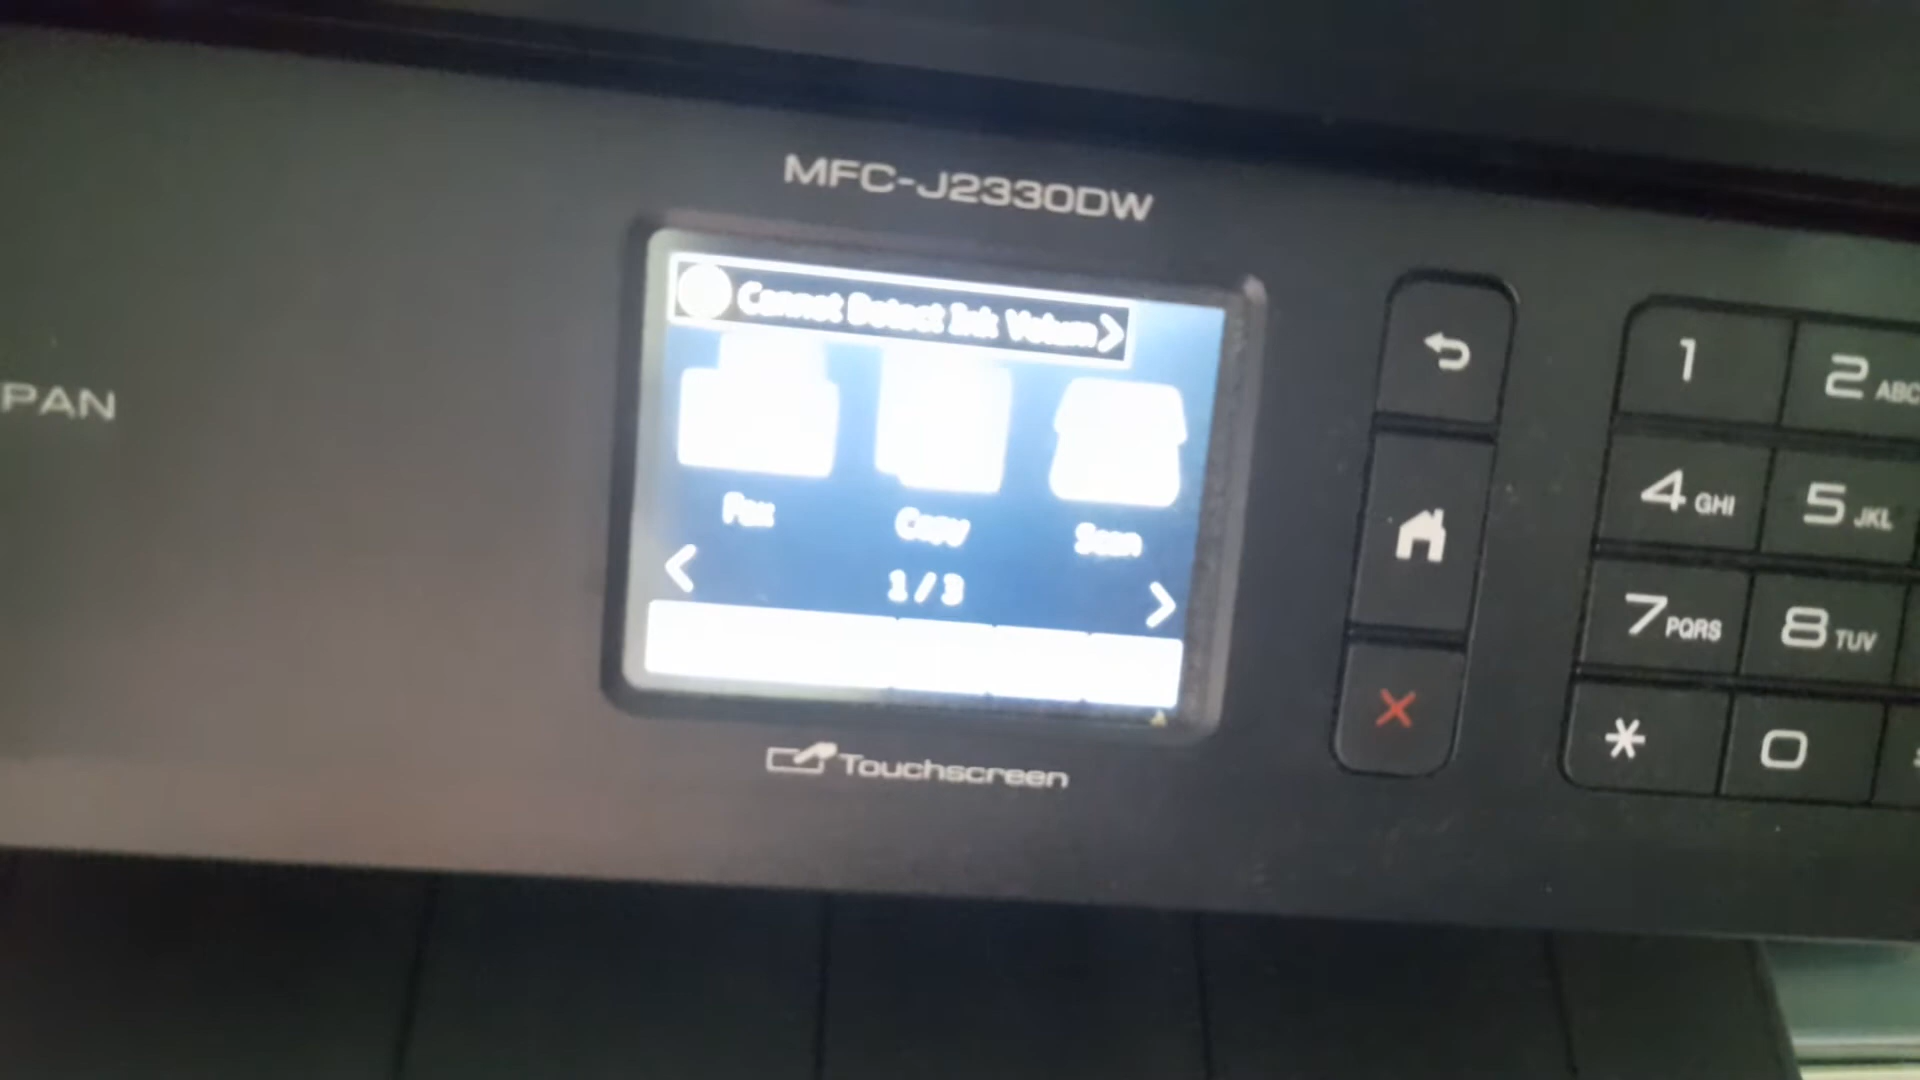 MFC-J2330DW
Cannot Detect Ink Volum
Fax Copy Scan
1 / 3
Touchscreen
PAN
1 2 ABC
4 GHI 5 JKL
7 PQRS 8 TUV
* 0